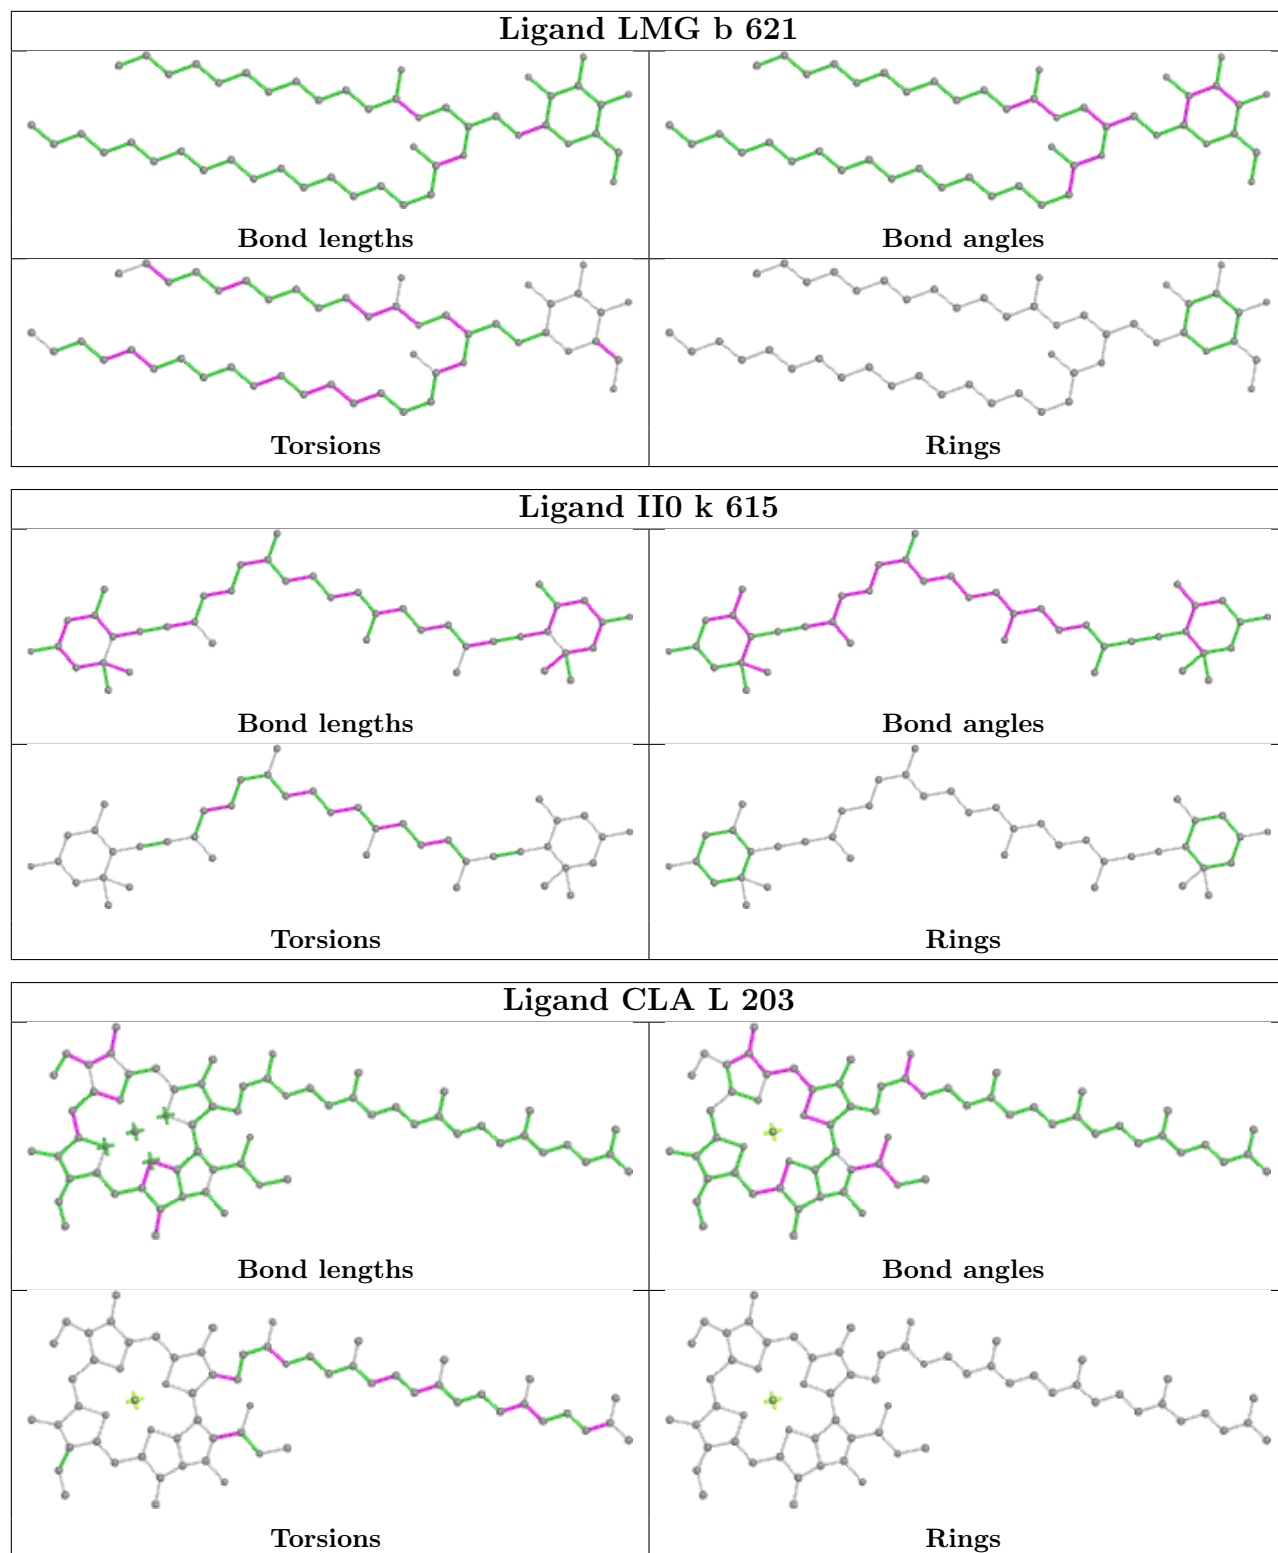 Ligand LMG b 621
Bond lengths
Bond angles
Torsions
Rings
Ligand II0 k 615
Bond lengths
Bond angles
Torsions
Rings
Ligand CLA L 203
Bond lengths
Bond angles
Torsions
Rings